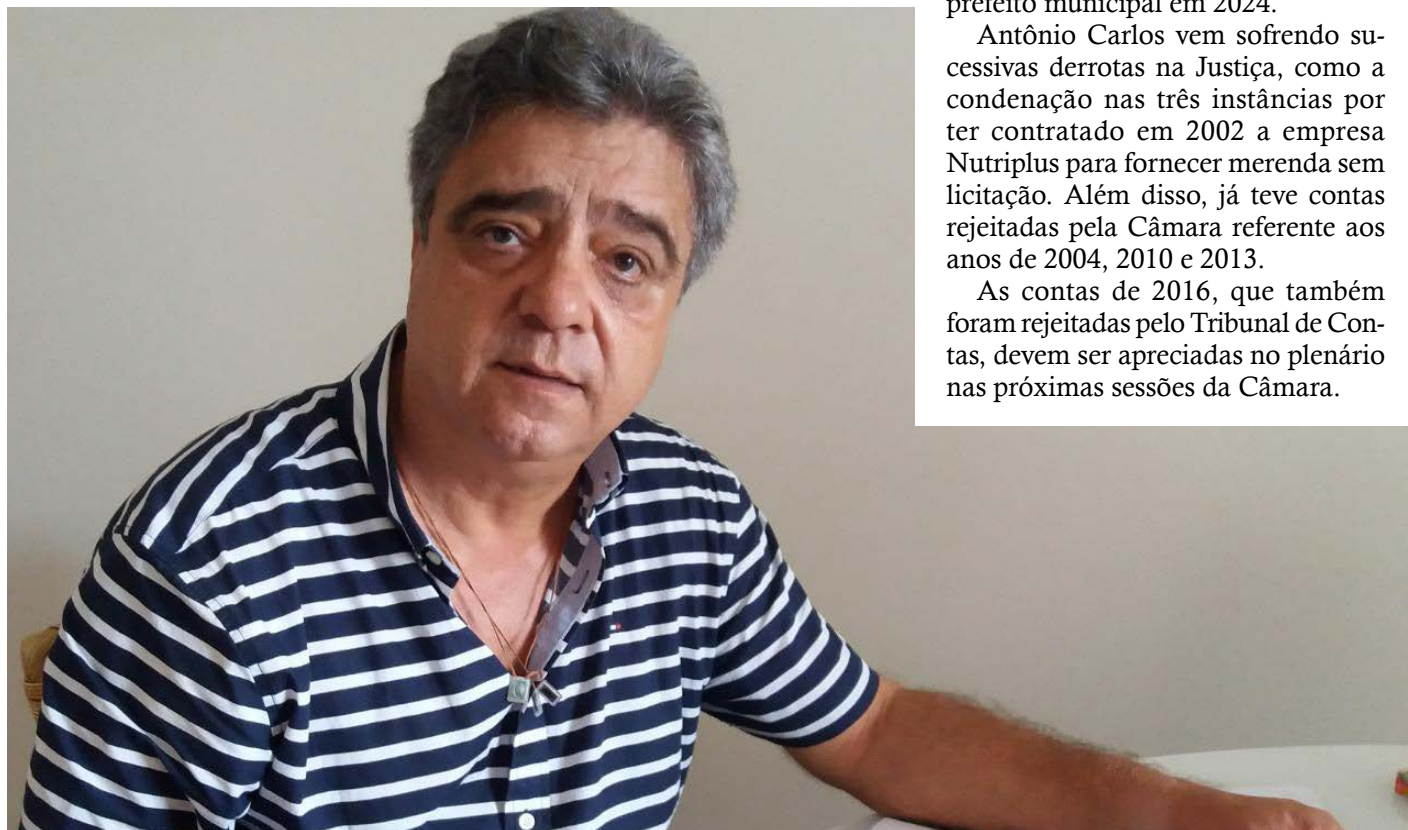 prefeito municipal em 2024.
Antônio Carlos vem sofrendo su-
cessivas derrotas na Justiça, como a
condenação nas três instâncias por
ter contratado em 2002 a empresa
Nutriplus para fornecer merenda sem
licitação. Além disso, já teve contas
rejeitadas pela Câmara referente aos
anos de 2004, 2010 e 2013.
As contas de 2016, que também
foram rejeitadas pelo Tribunal de Con-
tas, devem ser apreciadas no plenário
nas próximas sessões da Câmara.